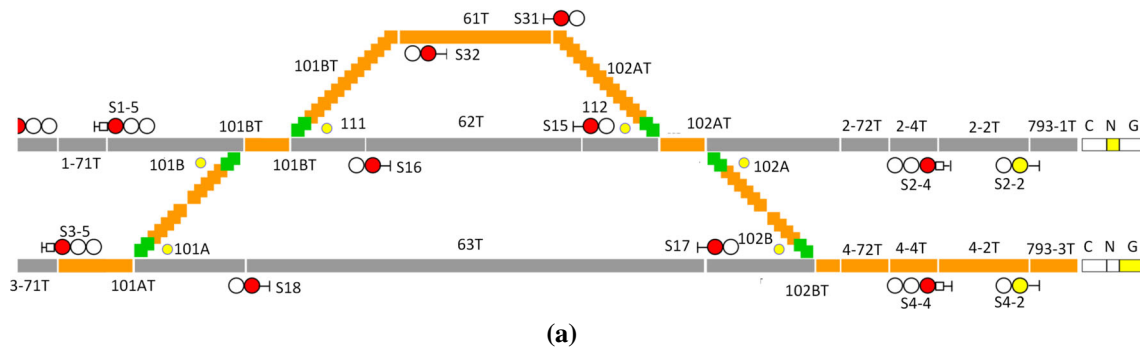 61T
S31
S32
101BT
102AT
S1-5
101BT
111
62T
S15
112
102AT
2-72T
2-4T
2-2T
793-1T
C N G
1-71T
101B
101BT
S16
102A
S2-4
S2-2
S3-5
101A
63T
S17
102B
4-72T
4-4T
4-2T
793-3T
C N G
3-71T
101AT
S18
102BT
S4-4
S4-2
(a)